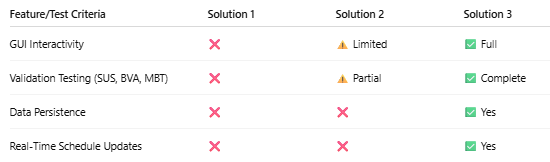 Feature/Test Criteria Solution 1 Solution 2 Solution 3
GUI Interactivity ❌ ⚠️ Limited ✅ Full
Validation Testing (SUS, BVA, MBT) ❌ ⚠️ Partial ✅ Complete
Data Persistence ❌ ❌ ✅ Yes
Real-Time Schedule Updates ❌ ❌ ✅ Yes